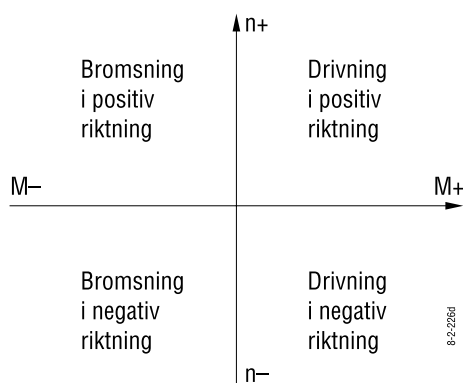 n+
Bromsning
i positiv
riktning
Drivning
i positiv
riktning
M–
M+
Bromsning
i negativ
riktning
Drivning
i negativ
riktning
8-2-226d
n–